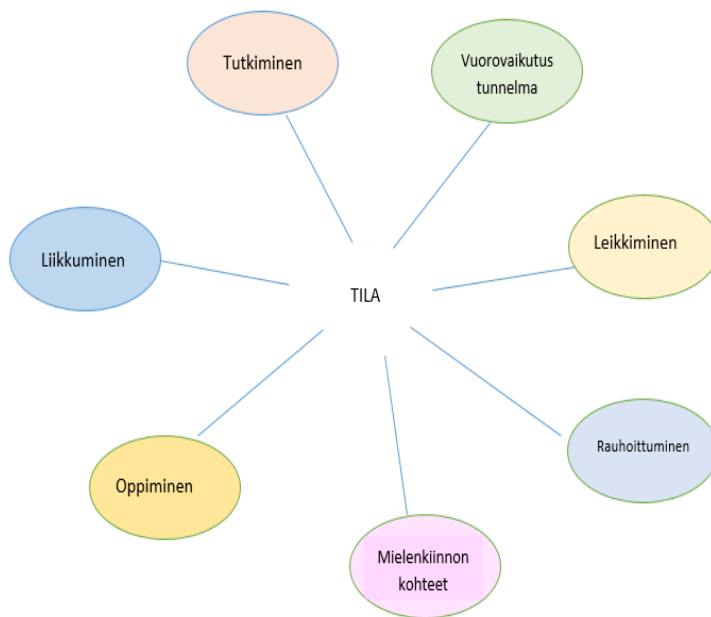 Tutkiminen
Vuorovaikutus
tunnelma
Liikkuminen
Leikkiminen
TILA
Oppiminen
Rauhoittuminen
Mielenkiinnon
kohteet